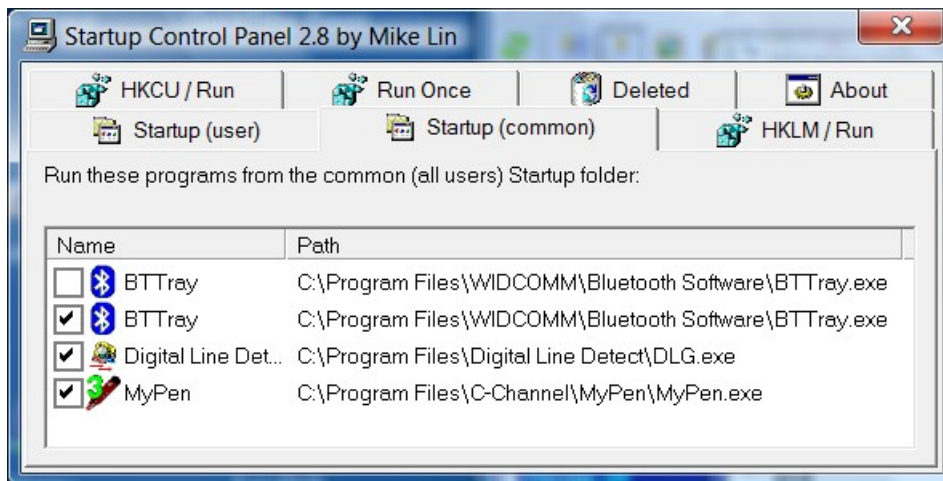 Startup Control Panel 2.8 by Mike Lin
HKCU / Run Run Once Deleted About
Startup (user) Startup (common) HKLM / Run
Run these programs from the common (all users) Startup folder:
Name Path
BTTray C:\Program Files\WIDCOMM\Bluetooth Software\BTTray.exe
BTTray C:\Program Files\WIDCOMM\Bluetooth Software\BTTray.exe
Digital Line Det... C:\Program Files\Digital Line Detect\DLG.exe
MyPen C:\Program Files\C-Channel\MyPen\MyPen.exe